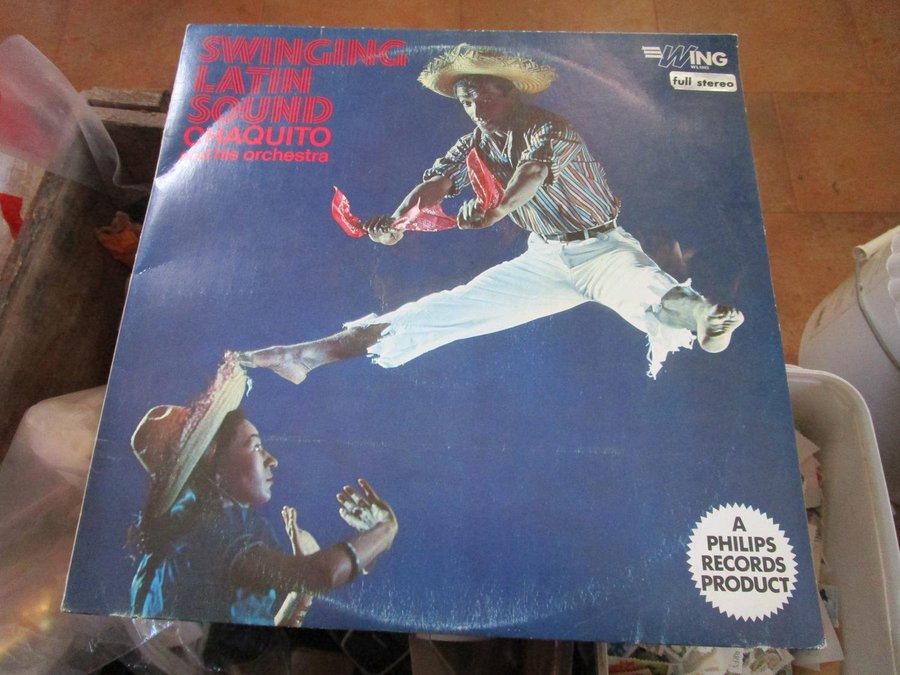 SWINGING
LATIN
SOUND
CHAQUITO
and his orchestra
WING
full stereo
A
PHILIPS
RECORDS
PRODUCT